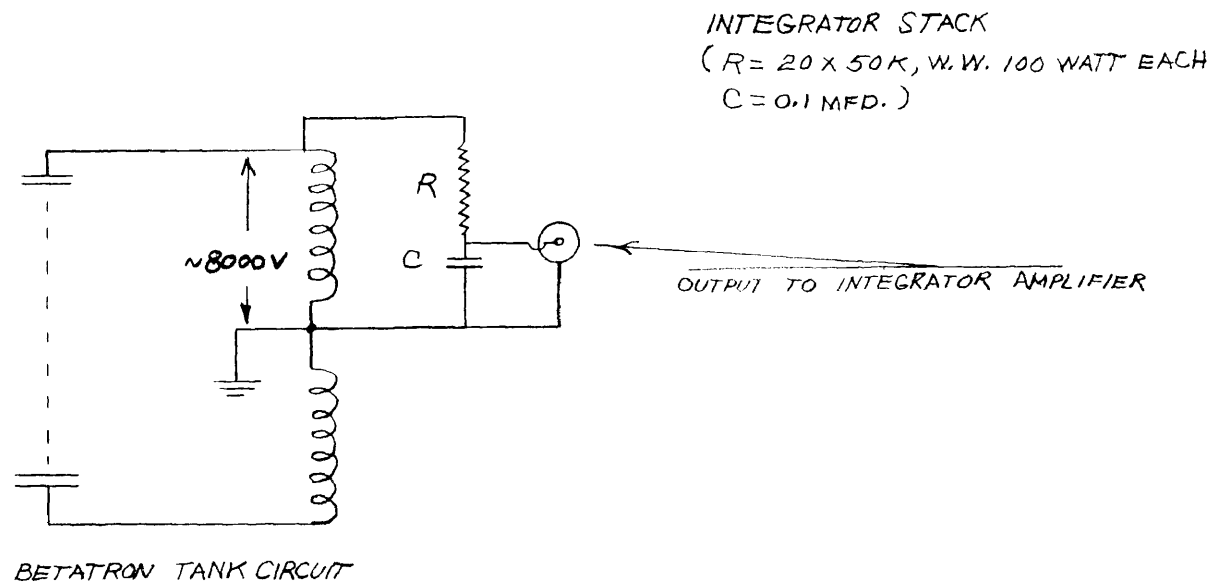 INTEGRATOR STACK
( R = 20 X 50K, W.W. 100 WATT EACH
C = 0.1 MFD. )
R
~8000V
C
OUTPUT TO INTEGRATOR AMPLIFIER
BETATRON TANK CIRCUIT